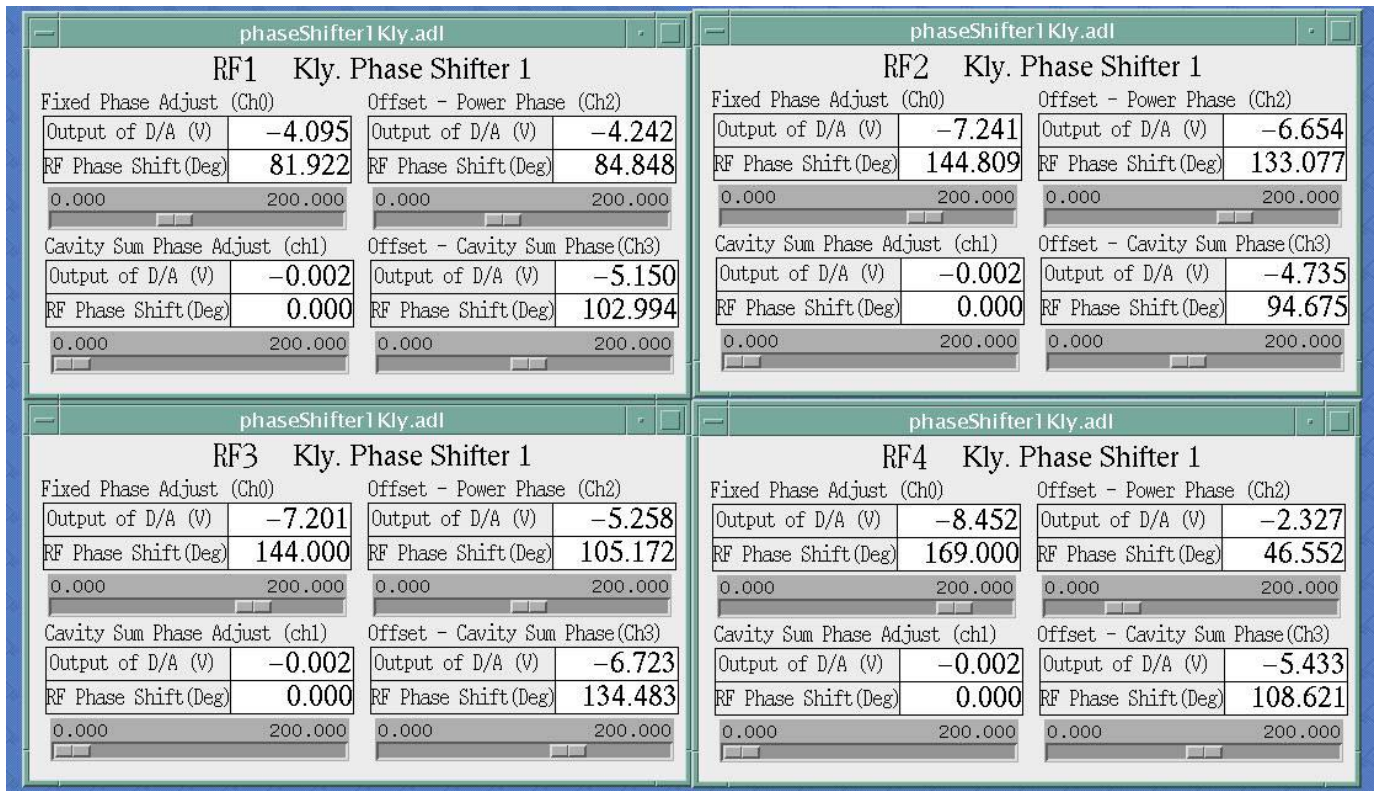 phaseShifter1Kly.adl
RF1 Kly. Phase Shifter 1
Fixed Phase Adjust (Ch0) Offset - Power Phase (Ch2)
Output of D/A (V) -4.095 Output of D/A (V) -4.242
RF Phase Shift(Deg) 81.922 RF Phase Shift(Deg) 84.848
0.000 200.000 0.000 200.000
Cavity Sum Phase Adjust (ch1) Offset - Cavity Sum Phase(Ch3)
Output of D/A (V) -0.002 Output of D/A (V) -5.150
RF Phase Shift(Deg) 0.000 RF Phase Shift(Deg) 102.994
0.000 200.000 0.000 200.000
phaseShifter1Kly.adl
RF2 Kly. Phase Shifter 1
Fixed Phase Adjust (Ch0) Offset - Power Phase (Ch2)
Output of D/A (V) -7.241 Output of D/A (V) -6.654
RF Phase Shift(Deg) 144.809 RF Phase Shift(Deg) 133.077
0.000 200.000 0.000 200.000
Cavity Sum Phase Adjust (ch1) Offset - Cavity Sum Phase(Ch3)
Output of D/A (V) -0.002 Output of D/A (V) -4.735
RF Phase Shift(Deg) 0.000 RF Phase Shift(Deg) 94.675
0.000 200.000 0.000 200.000
phaseShifter1Kly.adl
RF3 Kly. Phase Shifter 1
Fixed Phase Adjust (Ch0) Offset - Power Phase (Ch2)
Output of D/A (V) -7.201 Output of D/A (V) -5.258
RF Phase Shift(Deg) 144.000 RF Phase Shift(Deg) 105.172
0.000 200.000 0.000 200.000
Cavity Sum Phase Adjust (ch1) Offset - Cavity Sum Phase(Ch3)
Output of D/A (V) -0.002 Output of D/A (V) -6.723
RF Phase Shift(Deg) 0.000 RF Phase Shift(Deg) 134.483
0.000 200.000 0.000 200.000
phaseShifter1Kly.adl
RF4 Kly. Phase Shifter 1
Fixed Phase Adjust (Ch0) Offset - Power Phase (Ch2)
Output of D/A (V) -8.452 Output of D/A (V) -2.327
RF Phase Shift(Deg) 169.000 RF Phase Shift(Deg) 46.552
0.000 200.000 0.000 200.000
Cavity Sum Phase Adjust (ch1) Offset - Cavity Sum Phase(Ch3)
Output of D/A (V) -0.002 Output of D/A (V) -5.433
RF Phase Shift(Deg) 0.000 RF Phase Shift(Deg) 108.621
0.000 200.000 0.000 200.000